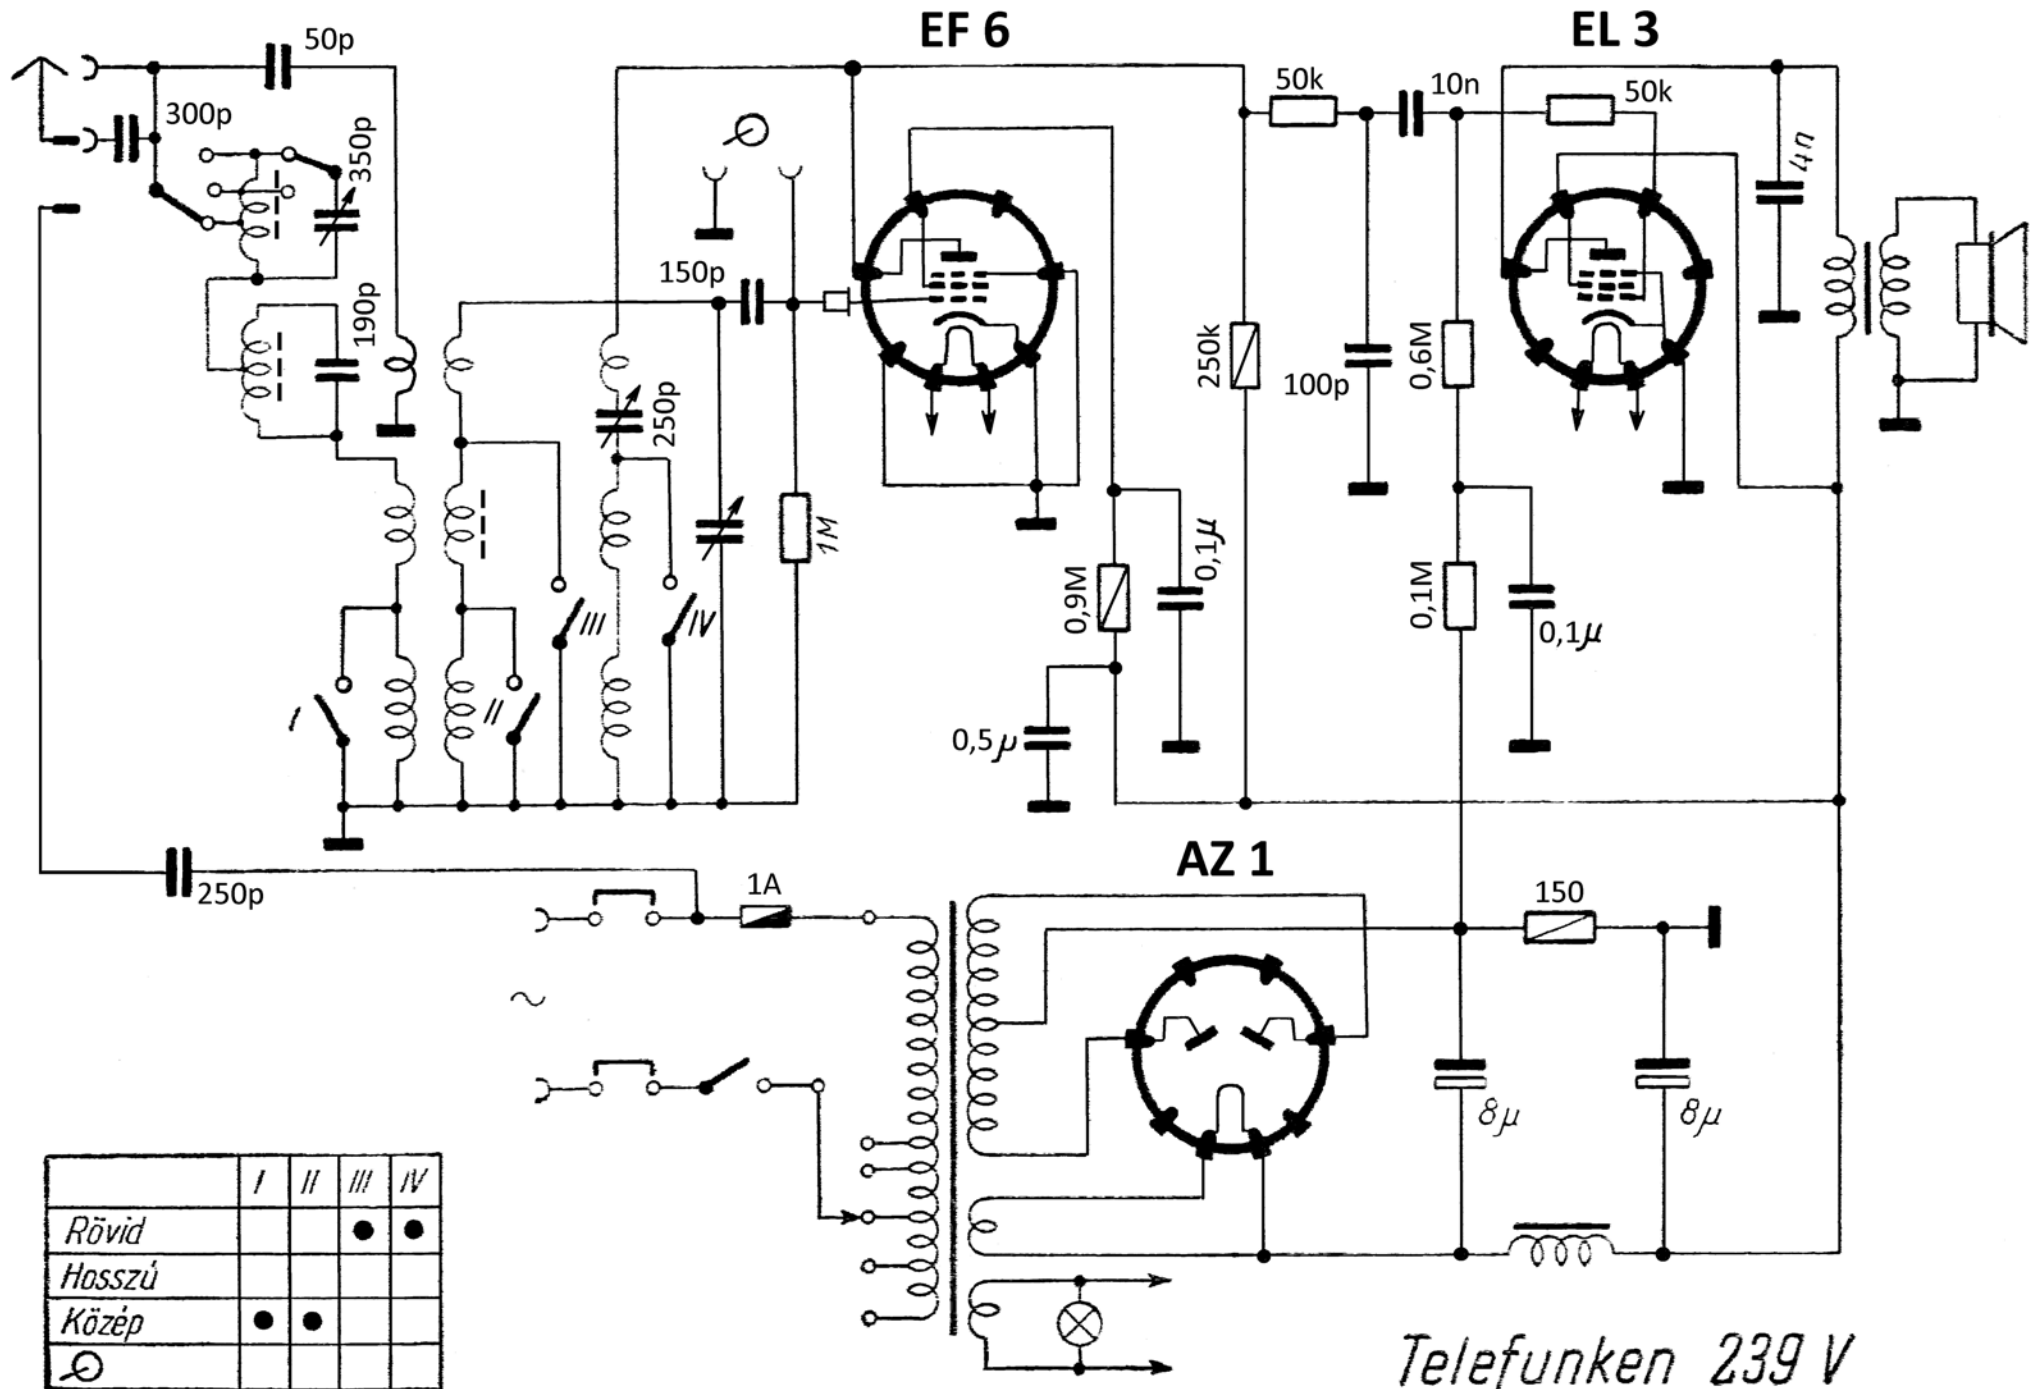 EF 6
EL 3
50p
300p
350p
190p
150p
250p
1M
50k
10n
50k
4n
250k
100p
0,6M
0,9M
0,1μ
0,1M
0,1μ
0,5μ
I
II
III
IV
250p
1A
AZ 1
150
8μ
8μ
~
I II III IV
Rövid
Hosszú
Közép
Telefunken 239 V